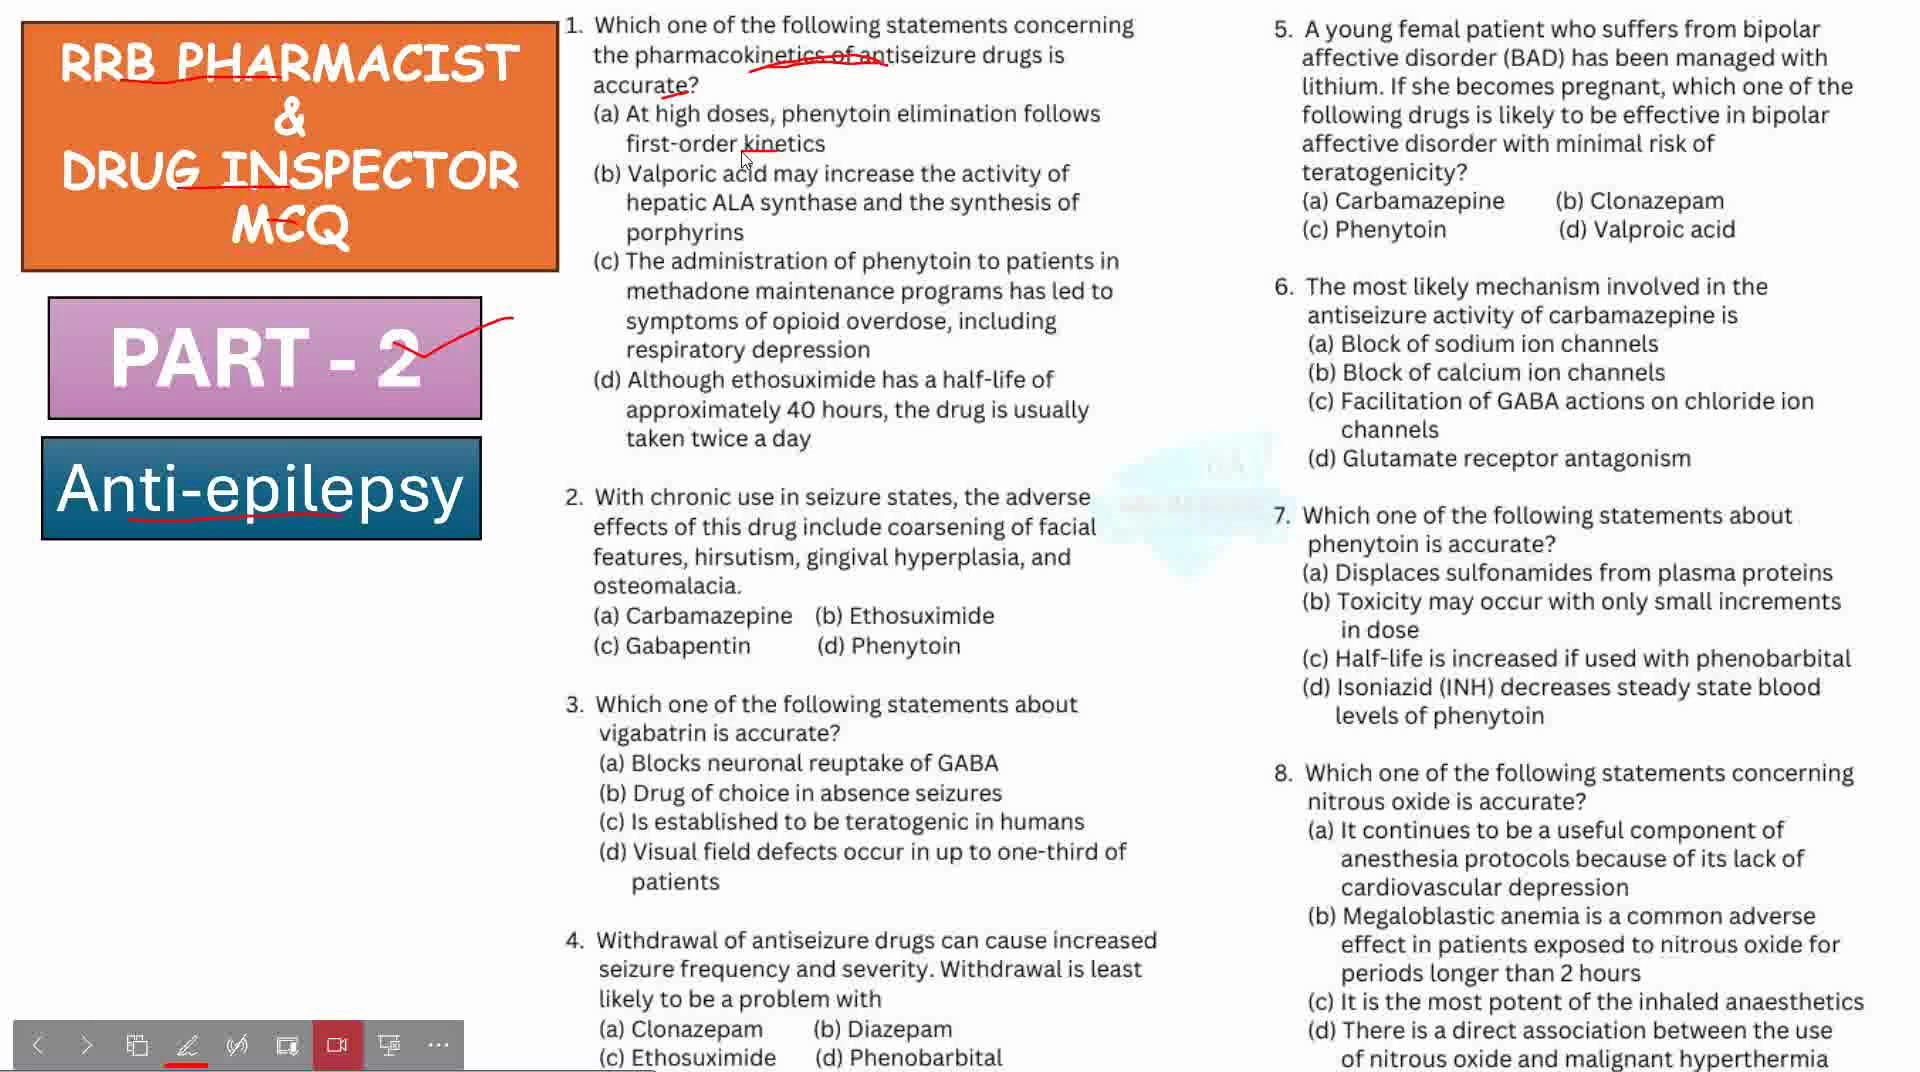 RRB PHARMACIST
&
DRUG INSPECTOR
MCQ
PART - 2
Anti-epilepsy
1. Which one of the following statements concerning
the pharmacokinetics of antiseizure drugs is
accurate?
(a) At high doses, phenytoin elimination follows
first-order kinetics
(b) Valporic acid may increase the activity of
hepatic ALA synthase and the synthesis of
porphyrins
(c) The administration of phenytoin to patients in
methadone maintenance programs has led to
symptoms of opioid overdose, including
respiratory depression
(d) Although ethosuximide has a half-life of
approximately 40 hours, the drug is usually
taken twice a day
2. With chronic use in seizure states, the adverse
effects of this drug include coarsening of facial
features, hirsutism, gingival hyperplasia, and
osteomalacia.
(a) Carbamazepine (b) Ethosuximide
(c) Gabapentin (d) Phenytoin
3. Which one of the following statements about
vigabatrin is accurate?
(a) Blocks neuronal reuptake of GABA
(b) Drug of choice in absence seizures
(c) Is established to be teratogenic in humans
(d) Visual field defects occur in up to one-third of
patients
4. Withdrawal of antiseizure drugs can cause increased
seizure frequency and severity. Withdrawal is least
likely to be a problem with
(a) Clonazepam (b) Diazepam
(c) Ethosuximide (d) Phenobarbital
5. A young femal patient who suffers from bipolar
affective disorder (BAD) has been managed with
lithium. If she becomes pregnant, which one of the
following drugs is likely to be effective in bipolar
affective disorder with minimal risk of
teratogenicity?
(a) Carbamazepine (b) Clonazepam
(c) Phenytoin (d) Valproic acid
6. The most likely mechanism involved in the
antiseizure activity of carbamazepine is
(a) Block of sodium ion channels
(b) Block of calcium ion channels
(c) Facilitation of GABA actions on chloride ion
channels
(d) Glutamate receptor antagonism
7. Which one of the following statements about
phenytoin is accurate?
(a) Displaces sulfonamides from plasma proteins
(b) Toxicity may occur with only small increments
in dose
(c) Half-life is increased if used with phenobarbital
(d) Isoniazid (INH) decreases steady state blood
levels of phenytoin
8. Which one of the following statements concerning
nitrous oxide is accurate?
(a) It continues to be a useful component of
anesthesia protocols because of its lack of
cardiovascular depression
(b) Megaloblastic anemia is a common adverse
effect in patients exposed to nitrous oxide for
periods longer than 2 hours
(c) It is the most potent of the inhaled anaesthetics
(d) There is a direct association between the use
of nitrous oxide and malignant hyperthermia